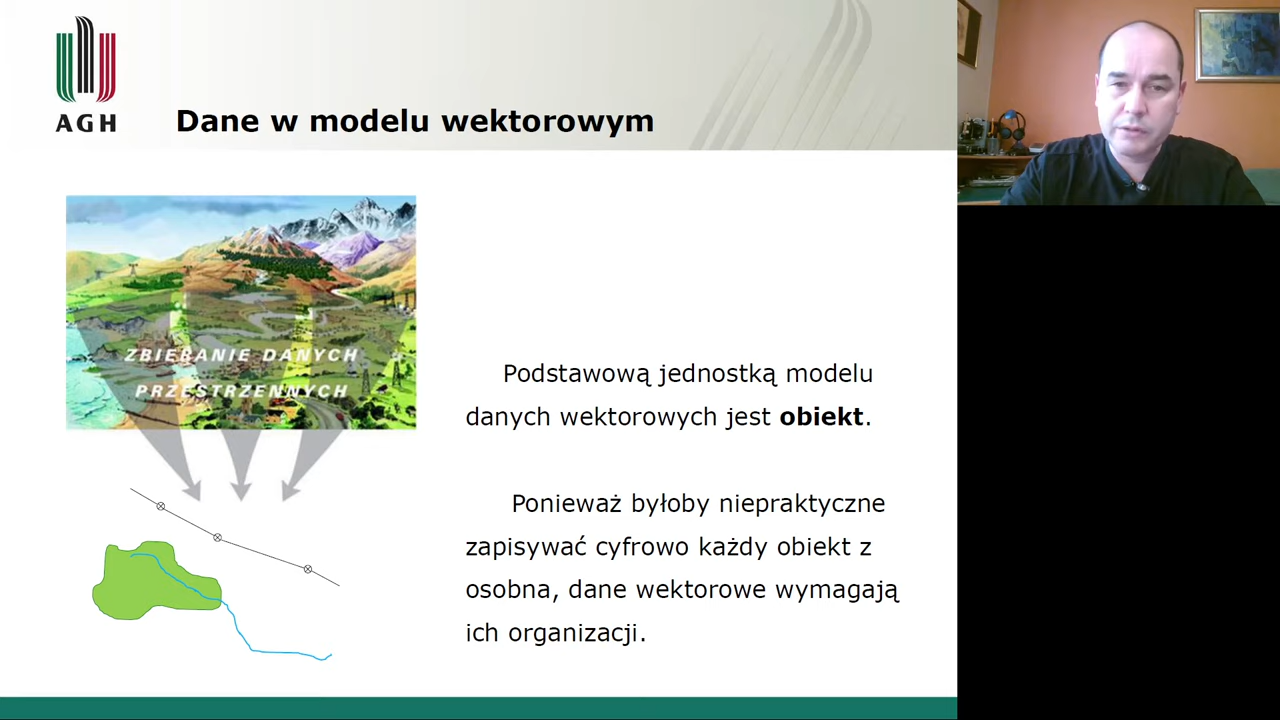 AGH
Dane w modelu wektorowym
ZBIERANIE DANYCH
PRZESTRZENNYCH
Podstawową jednostką modelu
danych wektorowych jest obiekt.
Ponieważ byłoby niepraktyczne
zapisywać cyfrowo każdy obiekt z
osobna, dane wektorowe wymagają
ich organizacji.